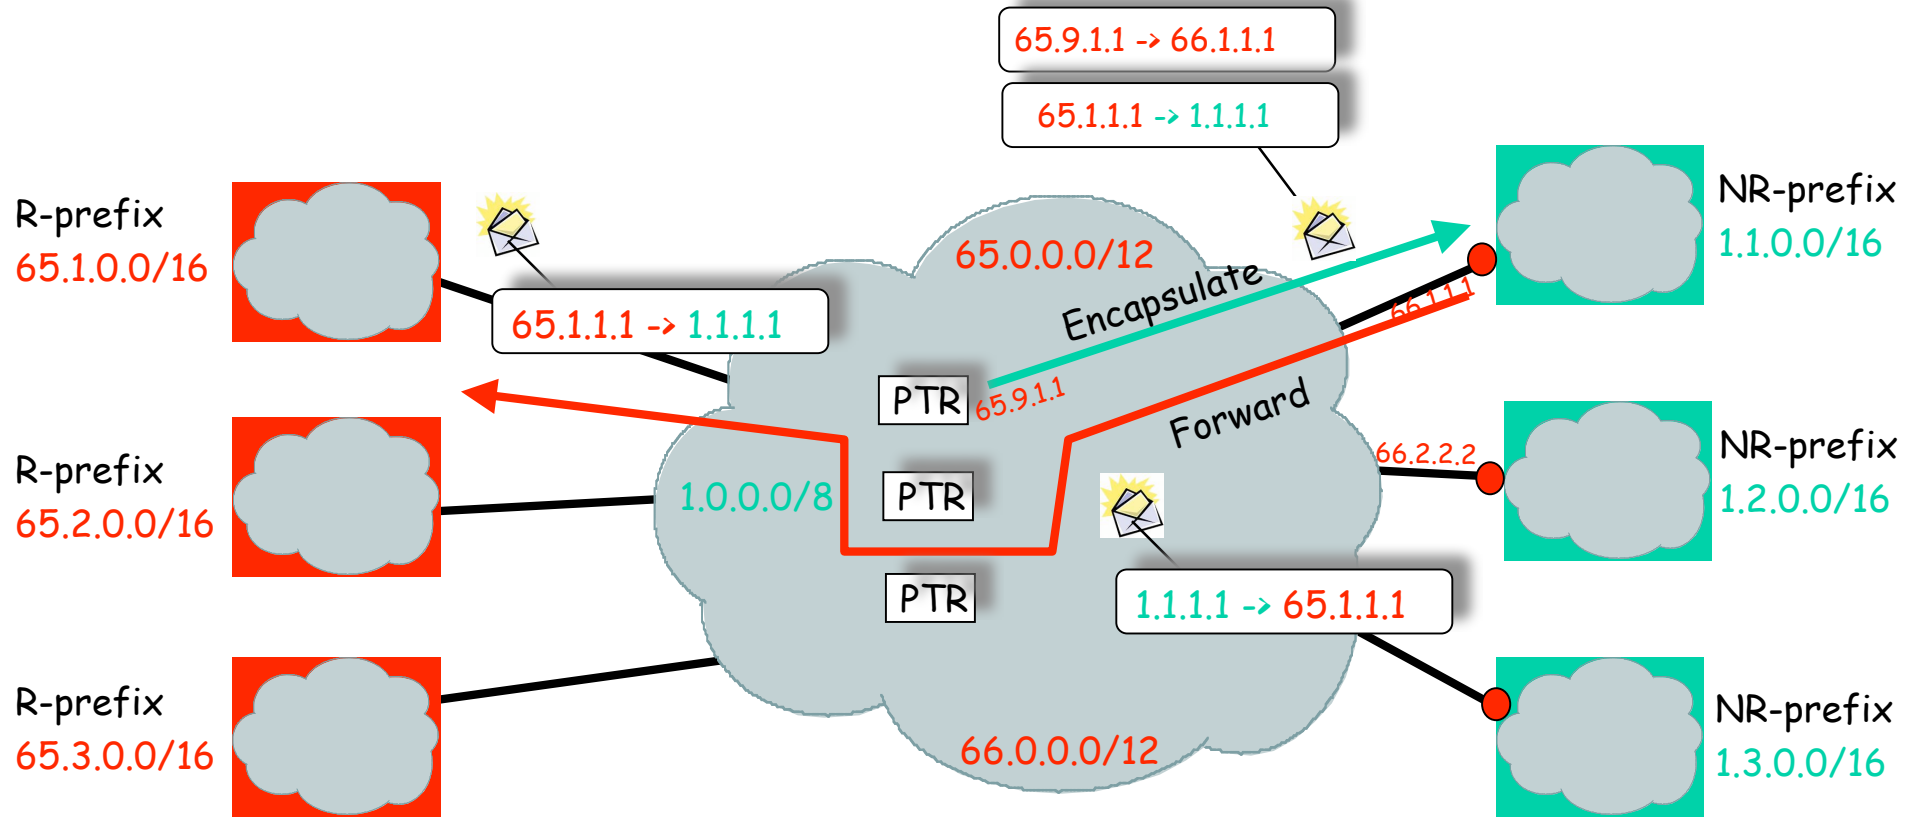 65.9.1.1 -> 66.1.1.1
65.1.1.1 -> 1.1.1.1
R-prefix
65.1.0.0/16
NR-prefix
1.1.0.0/16
65.0.0.0/12
Encapsulate
66.1.1.1
65.1.1.1 -> 1.1.1.1
PTR
65.9.1.1
Forward
R-prefix
65.2.0.0/16
1.0.0.0/8
PTR
66.2.2.2
NR-prefix
1.2.0.0/16
PTR
1.1.1.1 -> 65.1.1.1
R-prefix
65.3.0.0/16
66.0.0.0/12
NR-prefix
1.3.0.0/16